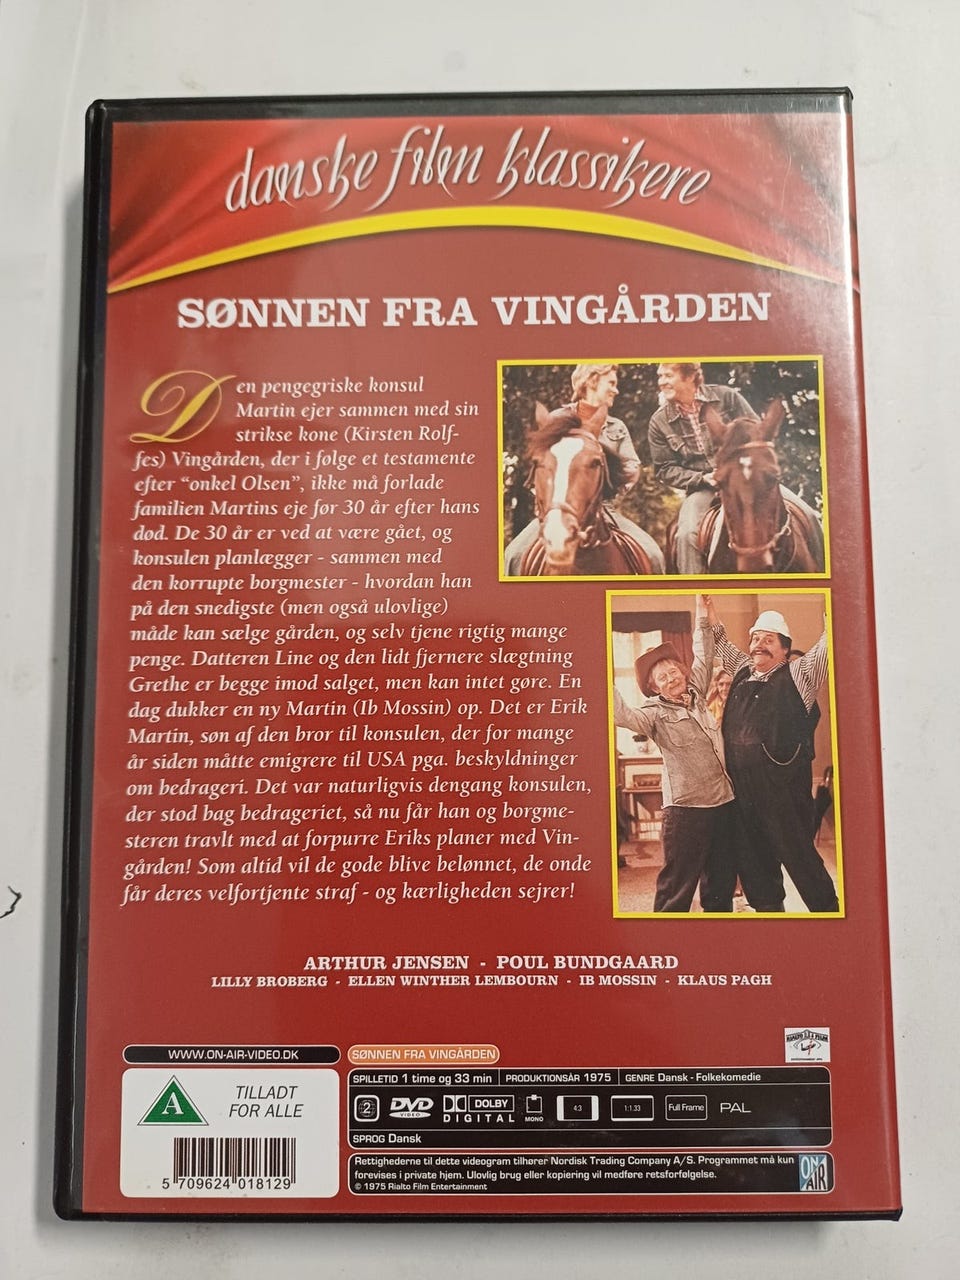 danske film klassikere
SØNNEN FRA VINGÅRDEN
Den pengegriske konsul
Martin ejer sammen med sin
strikse kone (Kirsten Rolf-
fes) Vingården, der i følge et testamente
efter "onkel Olsen", ikke må forlade
familien Martins eje før 30 år efter hans
død. De 30 år er ved at være gået, og
konsulen planlægger - sammen med
den korrupte borgmester - hvordan han
på den snedigste (men også ulovlige)
måde kan sælge gården, og selv tjene rigtig mange
penge. Datteren Line og den lidt fjernere slægtning
Grethe er begge imod salget, men kan intet gøre. En
dag dukker en ny Martin (Ib Mossin) op. Det er Erik
Martin, søn af den bror til konsulen, der for mange
år siden måtte emigrere til USA pga. beskyldninger
om bedrageri. Det var naturligvis dengang konsulen,
der stod bag bedrageriet, så nu får han og borgme-
steren travlt med at forpurre Eriks planer med Vin-
gården! Som altid vil de gode blive belønnet, de onde
får deres velfortjente straf - og kærligheden sejrer!
ARTHUR JENSEN - POUL BUNDGAARD
LILLY BROBERG - ELLEN WINTHER LEMBOURN - IB MOSSIN - KLAUS PAGH
WWW.ON-AIR-VIDEO.DK
SØNNEN FRA VINGÅRDEN
A
TILLADT
FOR ALLE
5 709624 018129
SPILLETID 1 time og 33 min
PRODUKTIONSÅR 1975
GENRE Dansk - Folkekomedie
2
DVD
VIDEO
DOLBY
DIGITAL
MONO
4:3
1:1.33
Full Frame
PAL
SPROG Dansk
Rettighederne til dette videogram tilhører Nordisk Trading Company A/S. Programmet må kun
forevises i private hjem. Ulovlig brug eller kopiering vil medføre retsforfølgelse.
© 1975 Rialto Film Entertainment
ON
AIR